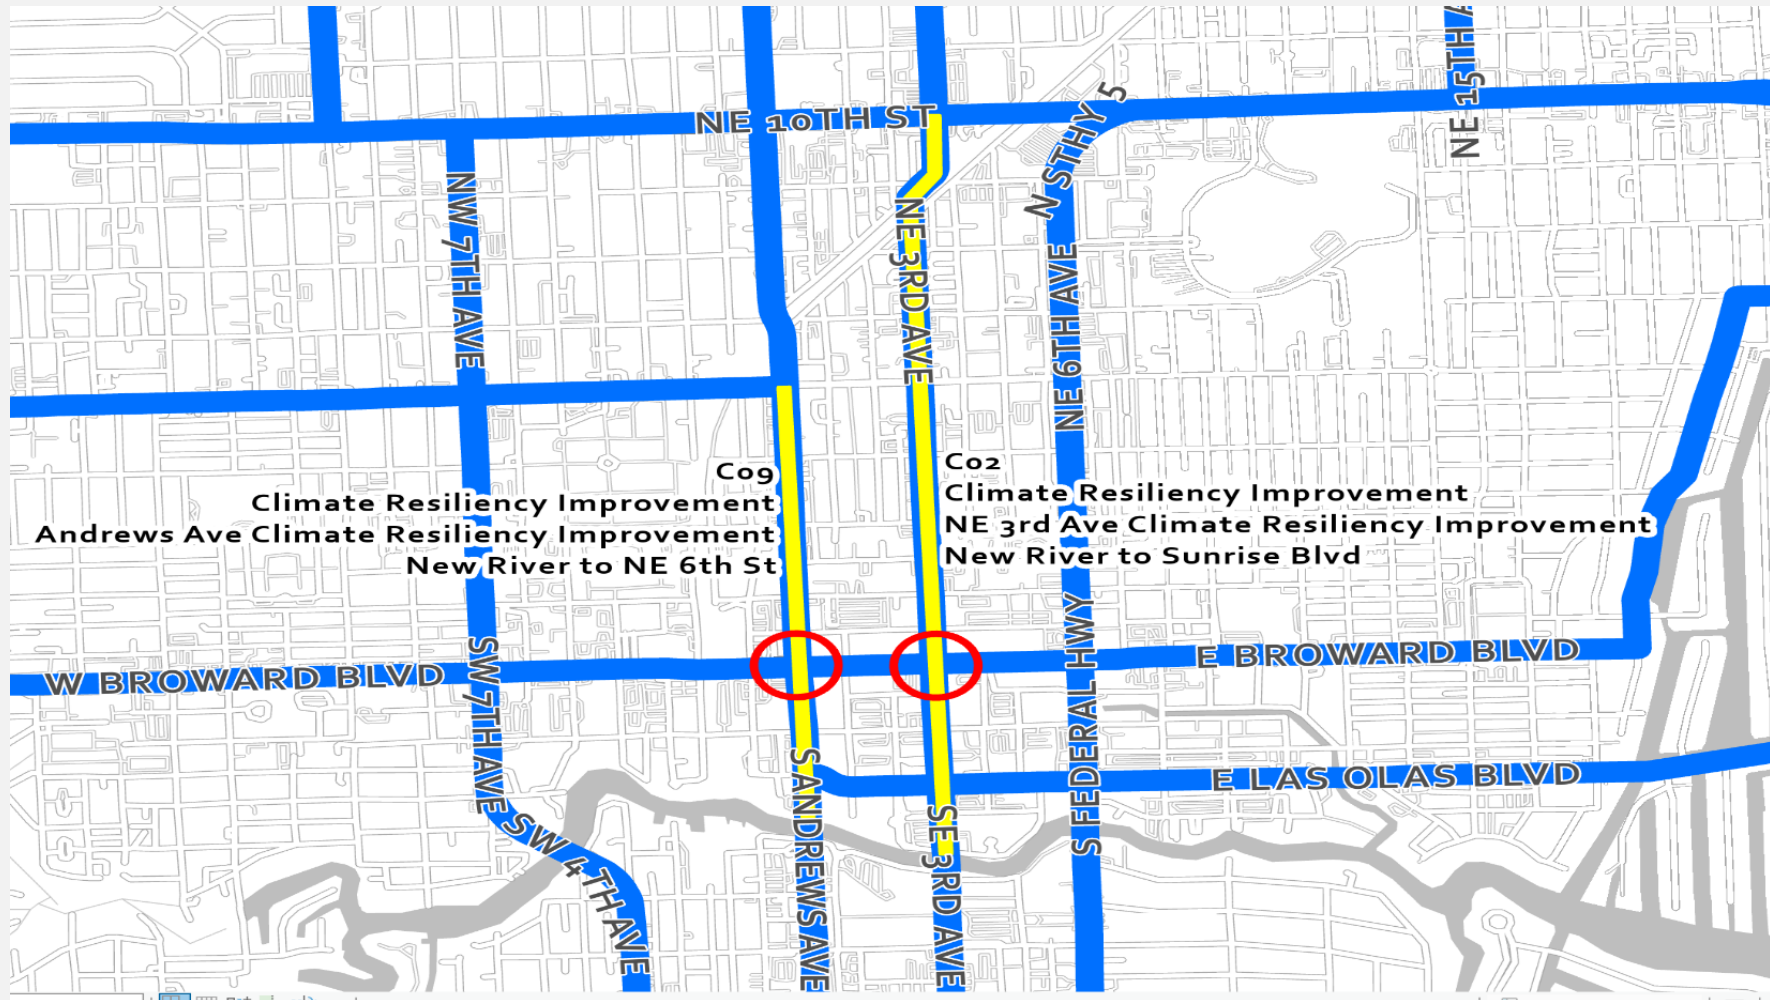 NE 15TH A
NE 10TH ST
N 5THY 5
NW 7TH AVE
NE 3RD AVE
NE 6TH AVE
C09
Climate Resiliency Improvement
Andrews Ave Climate Resiliency Improvement
New River to NE 6th St
C02
Climate Resiliency Improvement
NE 3rd Ave Climate Resiliency Improvement
New River to Sunrise Blvd
W BROWARD BLVD
E BROWARD BLVD
SW 7TH AVE
S FEDERAL HWY
E LAS OLAS BLVD
S ANDREWS AVE
SE 3RD AVE
SW 4TH AVE